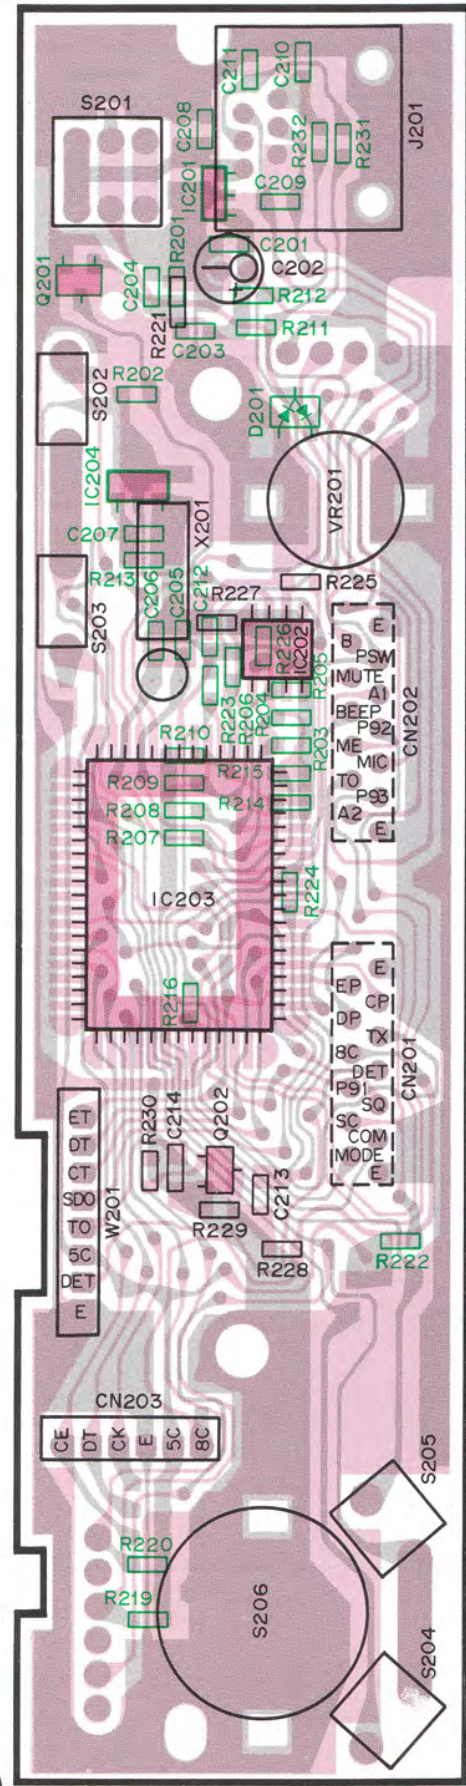 S201
C211
C210
C208
R232
R231
J201
IC201
C209
R201
C201
Q201
C204
C202
R212
R221
R211
C203
S202
R202
D201
IC204
X201
VR201
C207
R213
R225
S203
C206
C205
C212
R227
R226
IC202
R205
B
E
PSW
MUTE
A1
BEEP
P92
ME
MIC
TO
P93
A2
E
CN202
R223
R206
R204
R203
R210
R215
R209
R214
R208
R207
IC203
R224
R216
E
EP
CP
DP
TX
8C
DET
P91
SQ
SC
COM
MODE
E
CN201
ET
DT
CT
SDO
TO
5C
DET
E
W201
R230
C214
Q202
C213
R229
R228
R222
CN203
CE
DT
CK
E
5C
8C
S205
R220
R219
S206
S204